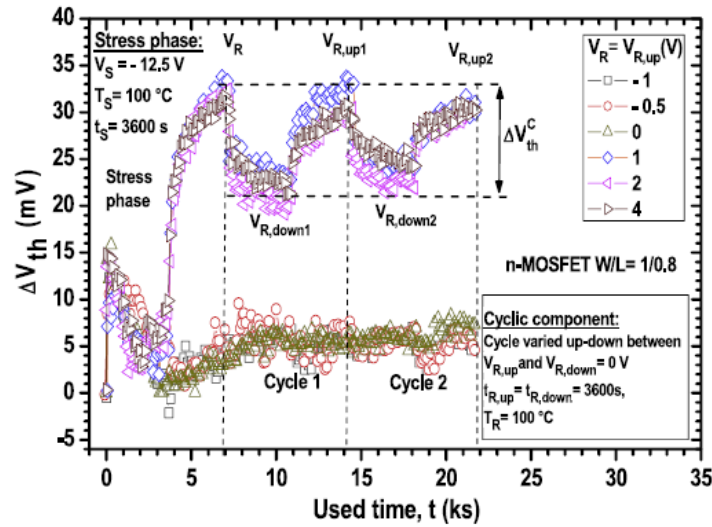 Stress phase:
V_S = - 12.5 V
T_S= 100 °C
t_S= 3600 s
Stress
phase
V_R
V_R,up1
V_R,up2
V_R= V_R,up(V)
- 1
- 0.5
0
1
2
4
ΔV_th^C
V_R,down1
V_R,down2
n-MOSFET W/L= 1/0.8
Cycle 1
Cycle 2
Cyclic component:
Cycle varied up-down between
V_R,up and V_R,down= 0 V
t_R,up= t_R,down= 3600s,
T_R= 100 °C
ΔV_th (mV)
40
35
30
25
20
15
10
5
0
-5
0 5 10 15 20 25 30 35
Used time, t (ks)